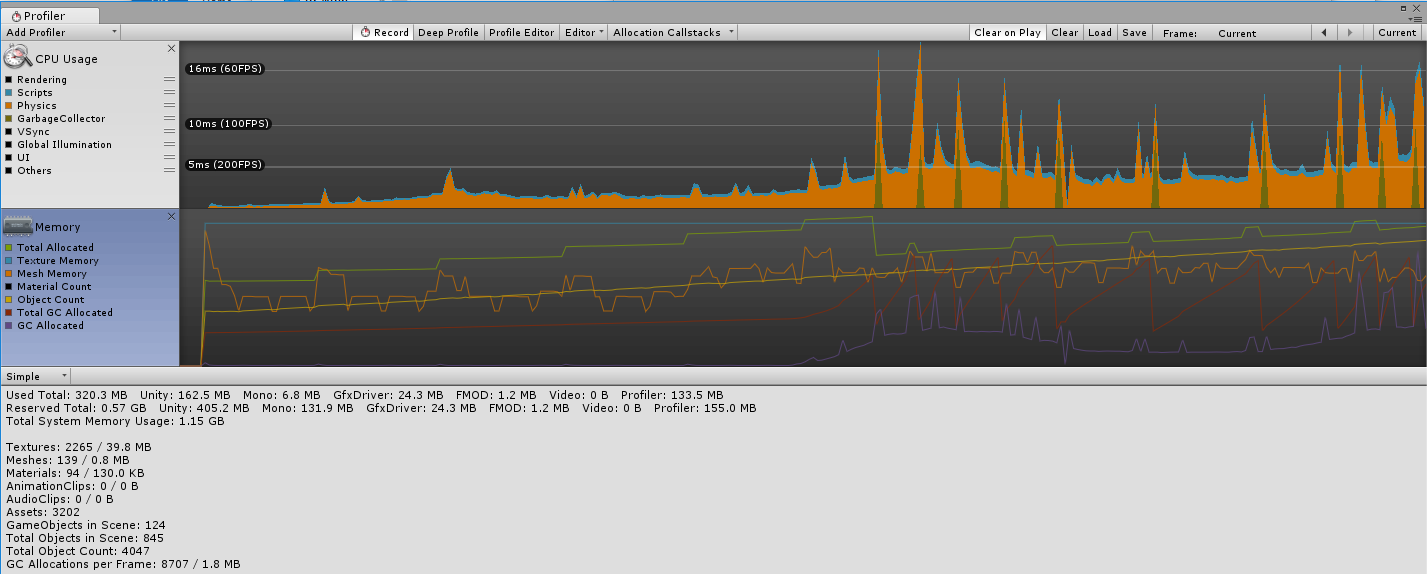 Profiler
Add Profiler Record Deep Profile Profile Editor Editor Allocation Callstacks Clear on Play Clear Load Save Frame: Current Current
CPU Usage
Rendering
Scripts
Physics
GarbageCollector
VSync
Global Illumination
UI
Others
16ms (60FPS)
10ms (100FPS)
5ms (200FPS)
Memory
Total Allocated
Texture Memory
Mesh Memory
Material Count
Object Count
Total GC Allocated
GC Allocated
Simple
Used Total: 320.3 MB Unity: 162.5 MB Mono: 6.8 MB GfxDriver: 24.3 MB FMOD: 1.2 MB Video: 0 B Profiler: 133.5 MB
Reserved Total: 0.57 GB Unity: 405.2 MB Mono: 131.9 MB GfxDriver: 24.3 MB FMOD: 1.2 MB Video: 0 B Profiler: 155.0 MB
Total System Memory Usage: 1.15 GB
Textures: 2265 / 39.8 MB
Meshes: 139 / 0.8 MB
Materials: 94 / 130.0 KB
AnimationClips: 0 / 0 B
AudioClips: 0 / 0 B
Assets: 3202
GameObjects in Scene: 124
Total Objects in Scene: 845
Total Object Count: 4047
GC Allocations per Frame: 8707 / 1.8 MB